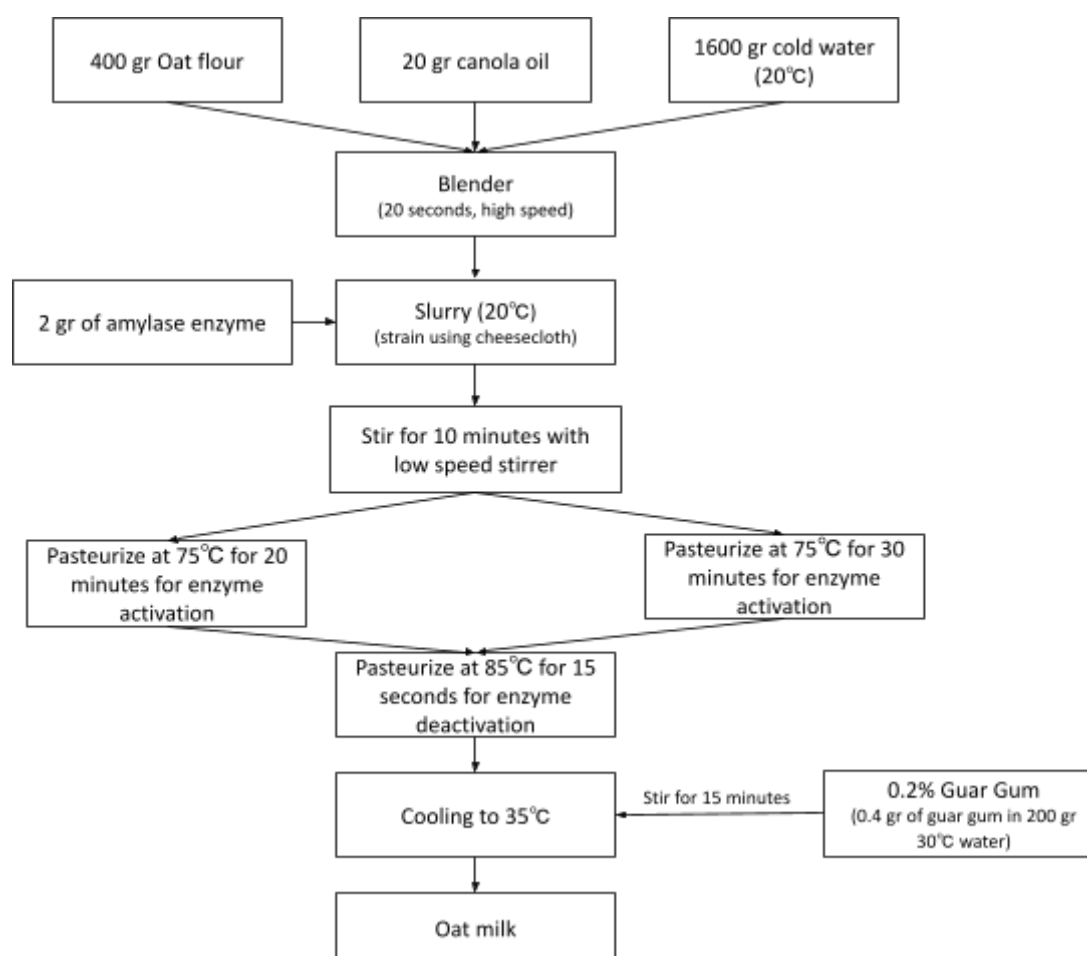 400 gr Oat flour
20 gr canola oil
1600 gr cold water
(20℃)
Blender
(20 seconds, high speed)
2 gr of amylase enzyme
Slurry (20℃)
(strain using cheesecloth)
Stir for 10 minutes with
low speed stirrer
Pasteurize at 75℃ for 20
minutes for enzyme
activation
Pasteurize at 75℃ for 30
minutes for enzyme
activation
Pasteurize at 85℃ for 15
seconds for enzyme
deactivation
Cooling to 35℃
Stir for 15 minutes
0.2% Guar Gum
(0.4 gr of guar gum in 200 gr
30℃ water)
Oat milk